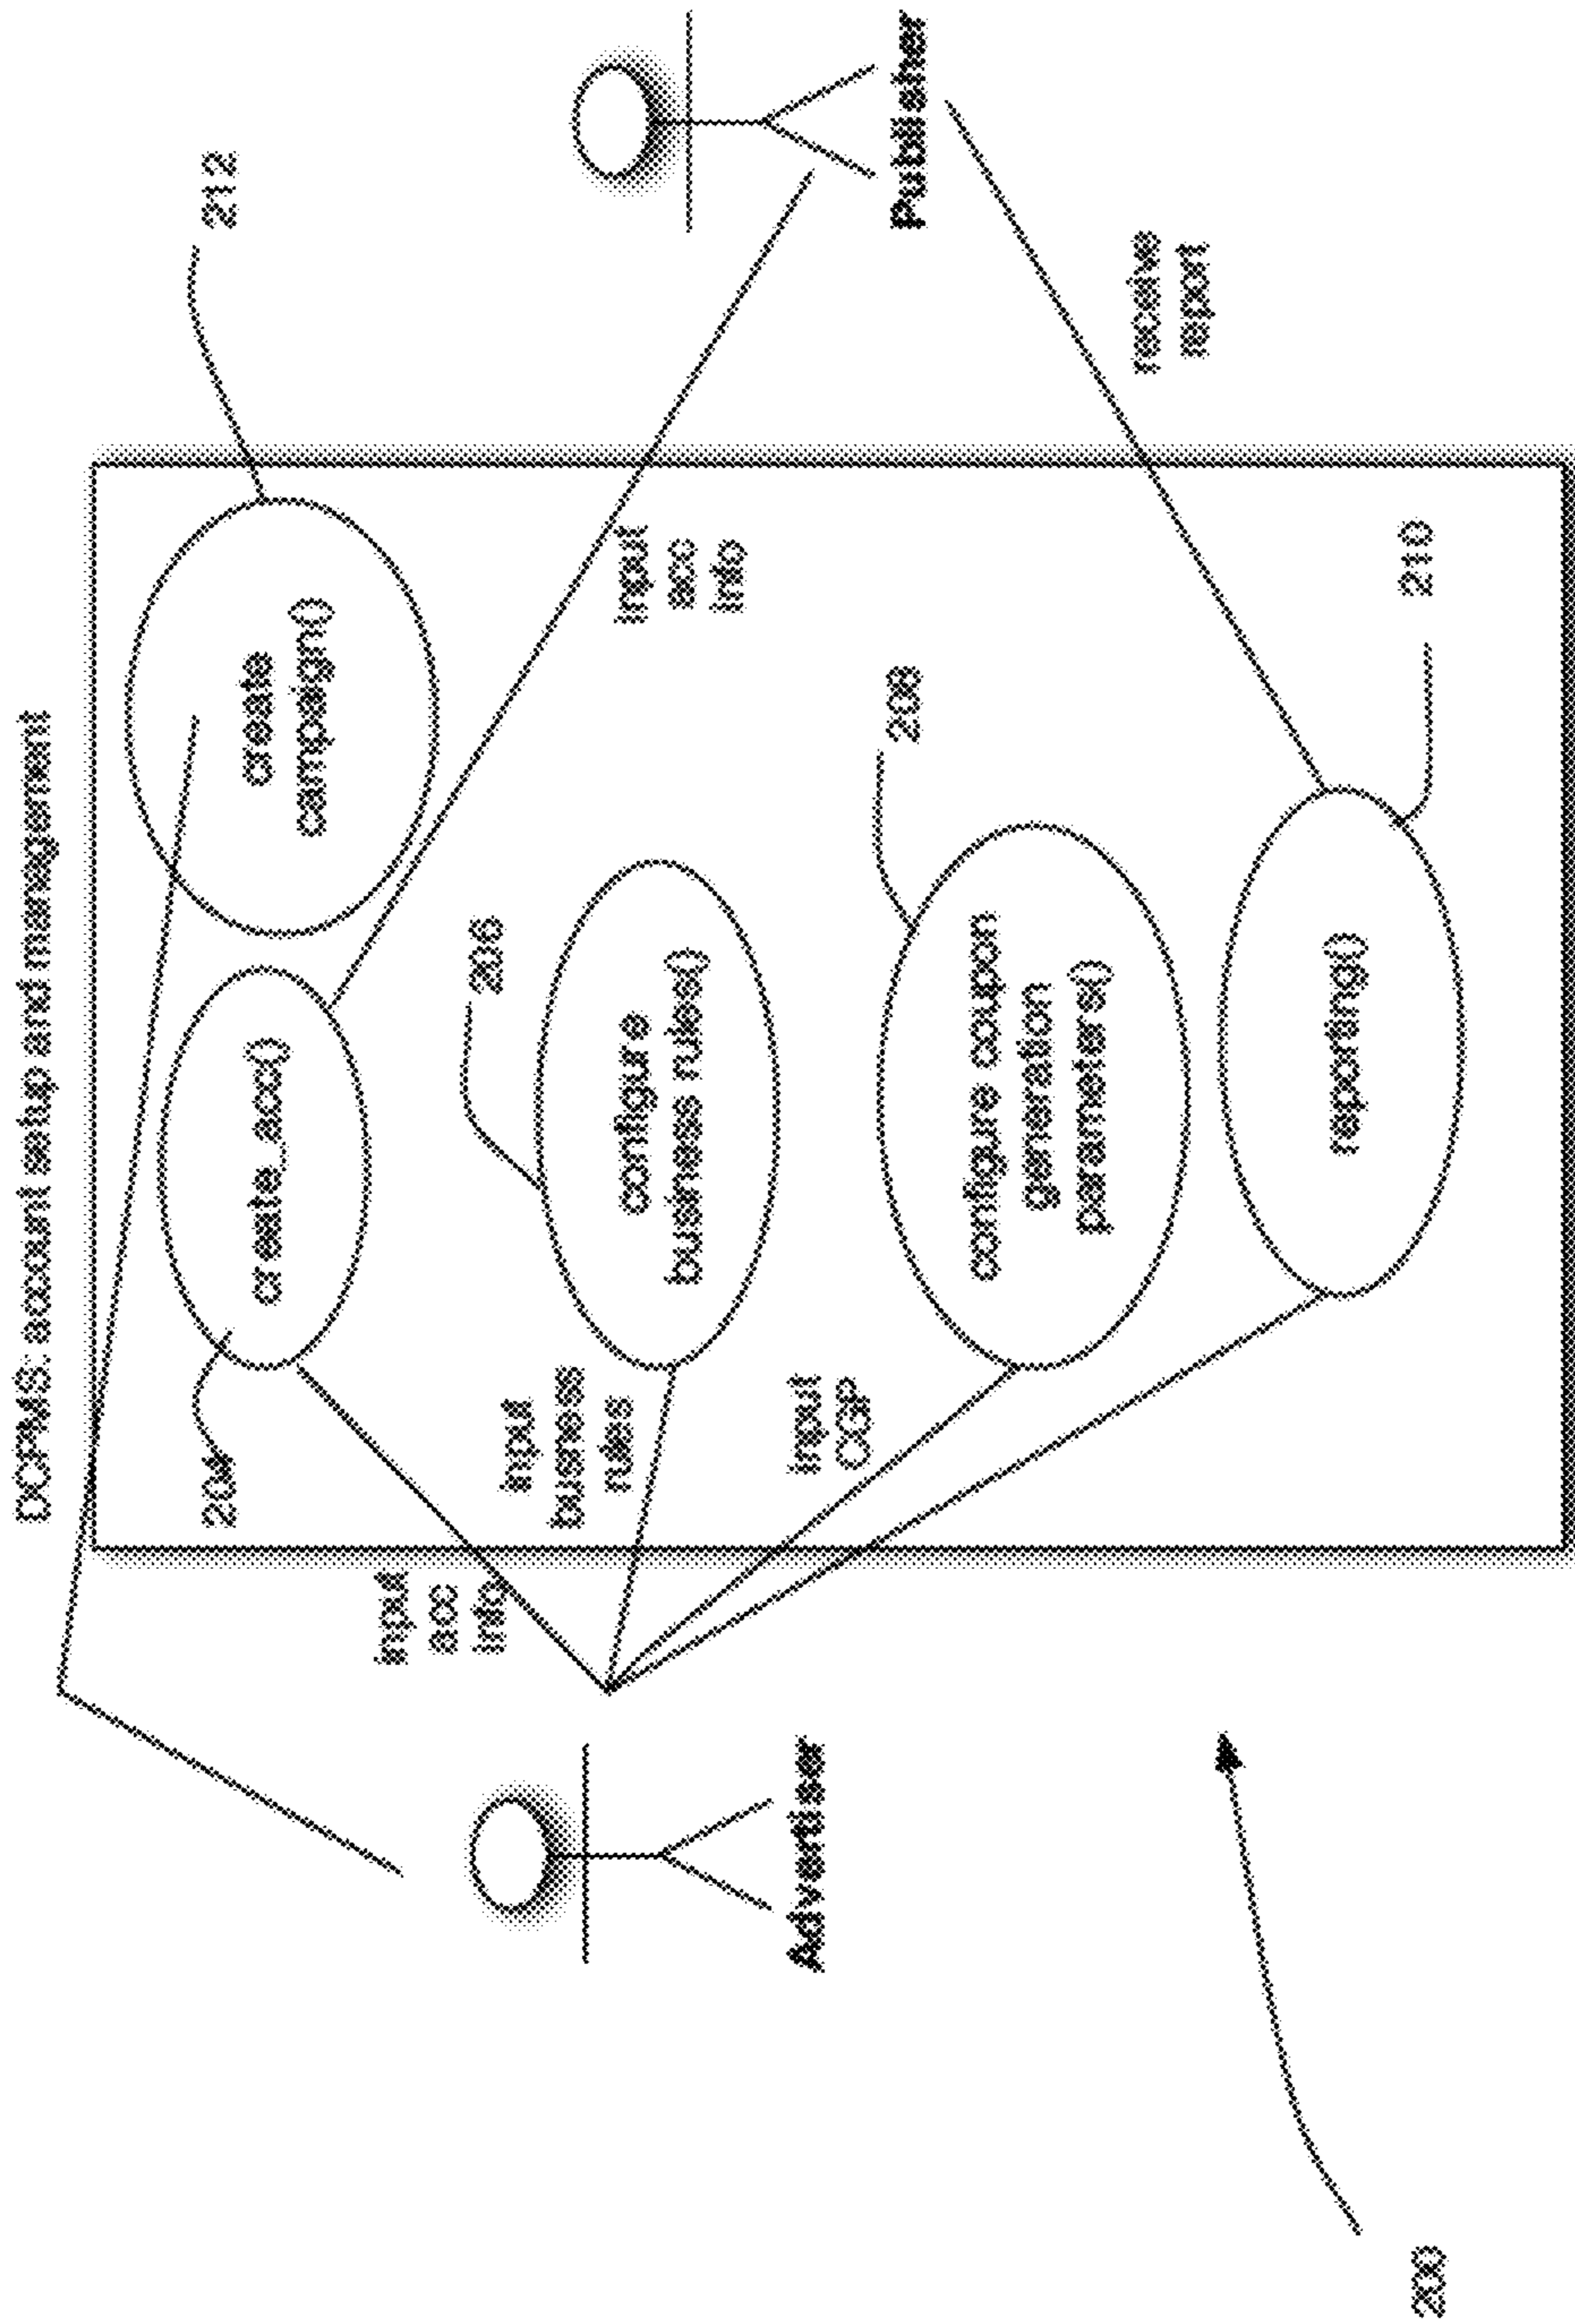 DCPMS: account setup and management
204
create_acc()
create
campaign()
212
input
acc
info
206
input
business
rules
configure
business rules()
input
acc
info
Publisher
Advertiser
208
input
CGP
configure coupon
generation
parameters()
receive
report
reporting()
210
200